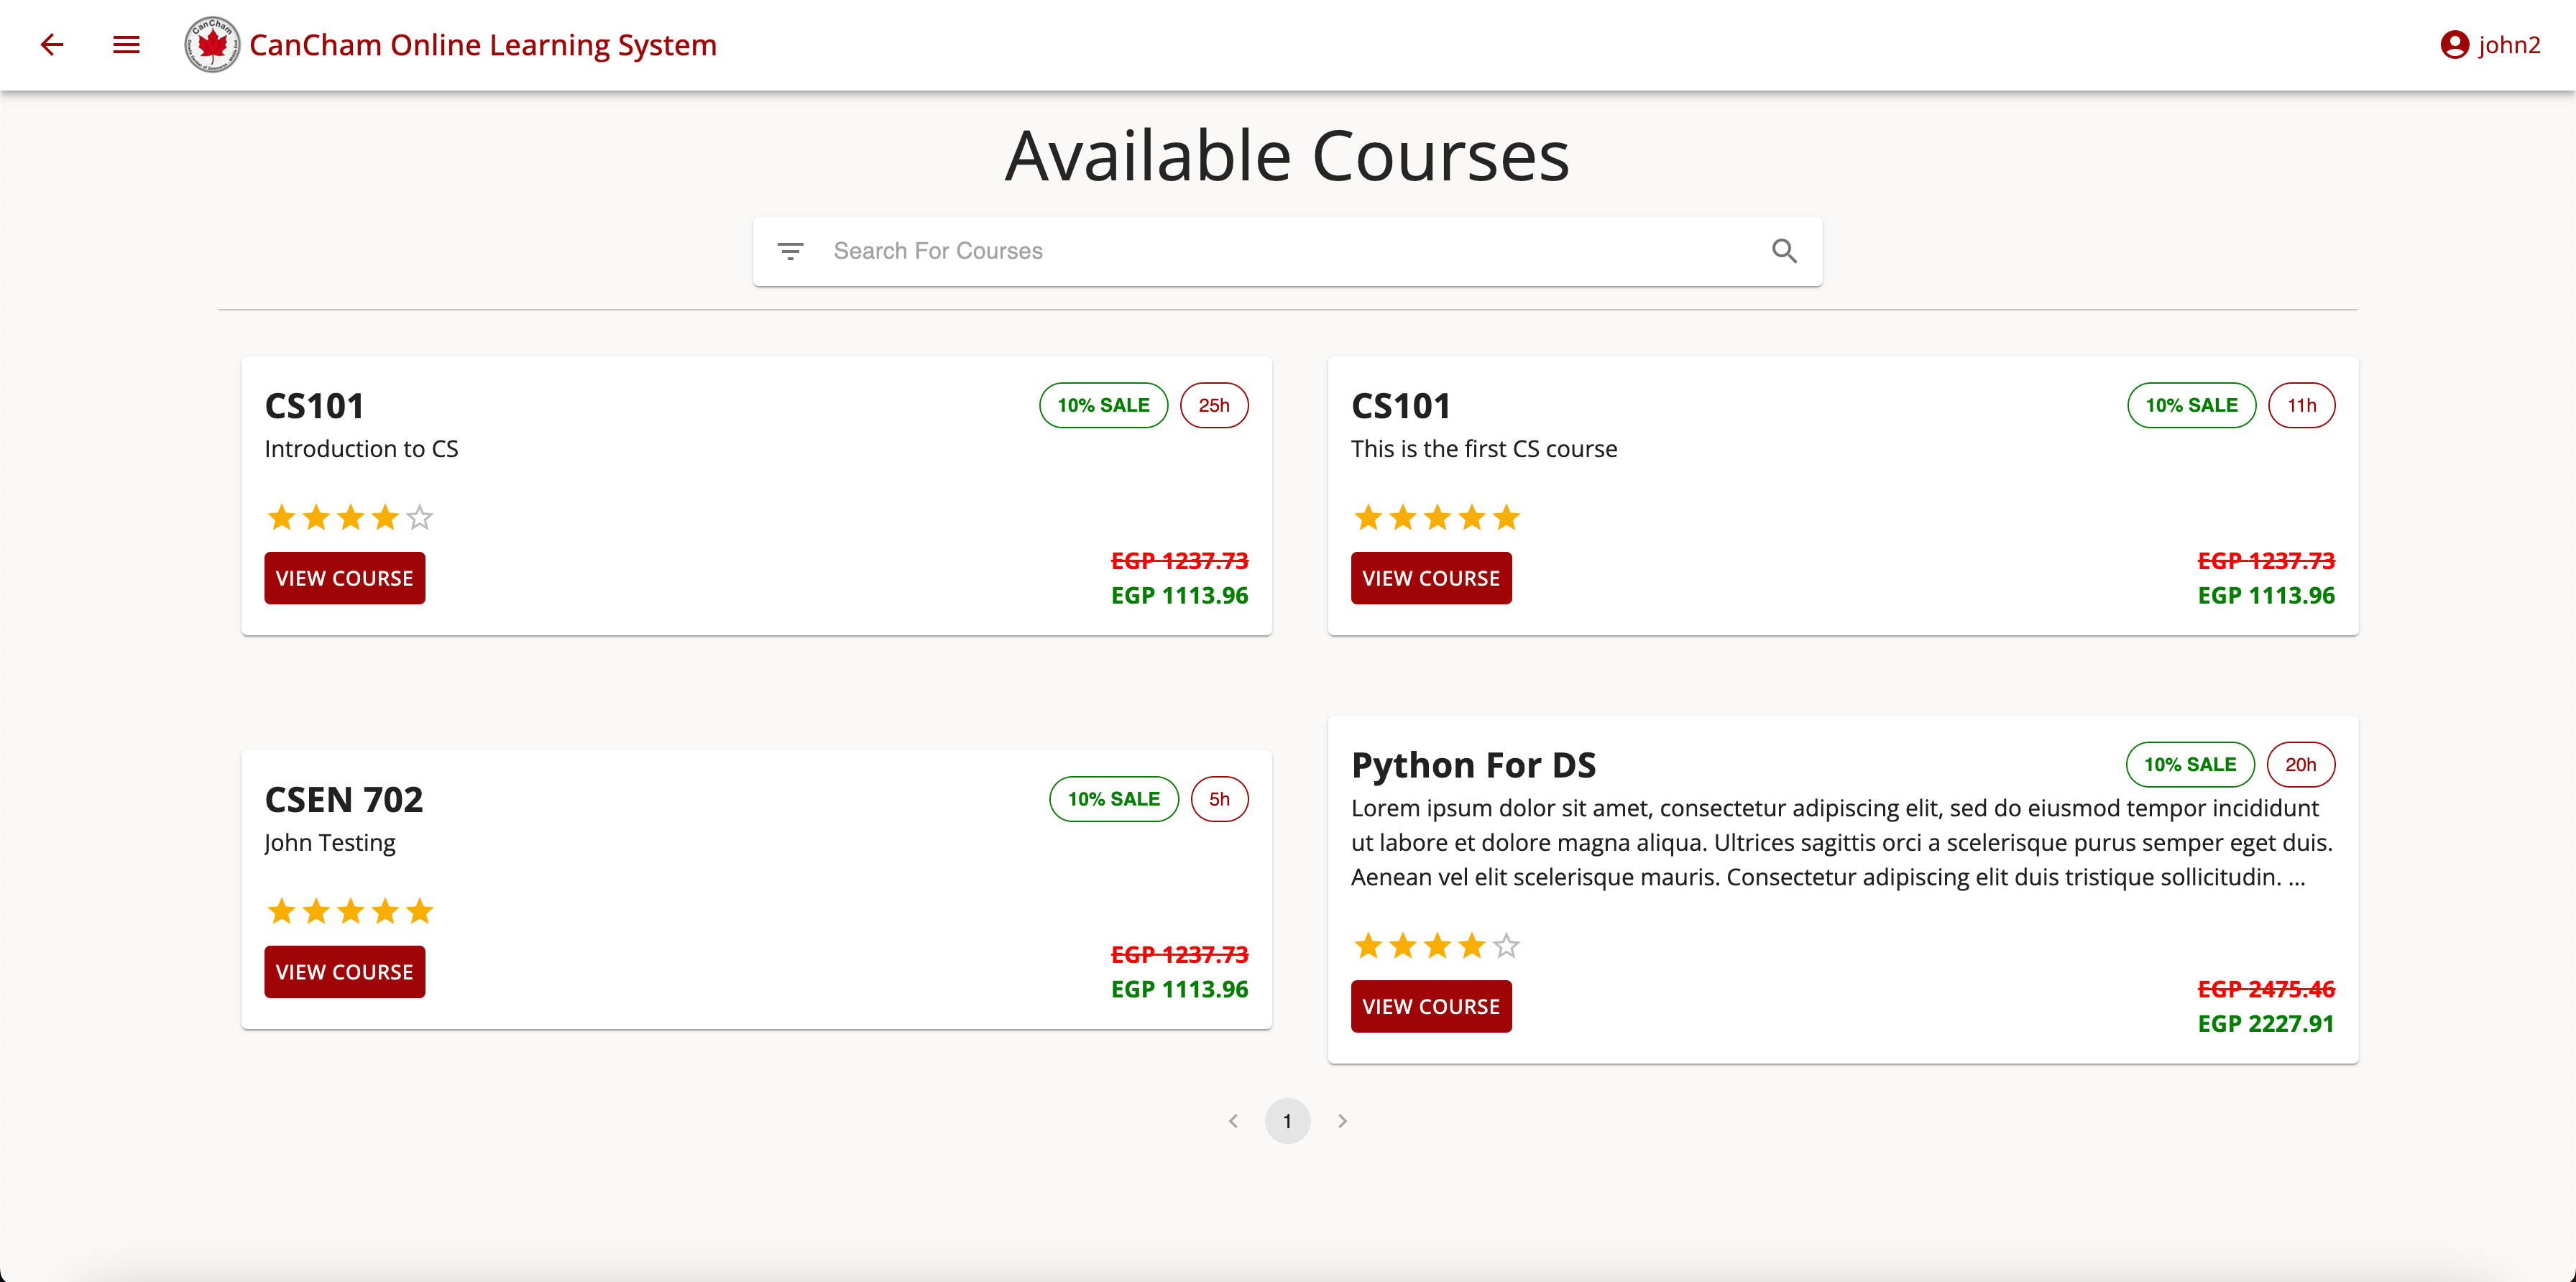 CanCham
CanCham Online Learning System
john2
Available Courses
Search For Courses
CS101
10% SALE
25h
Introduction to CS
VIEW COURSE
EGP 1237.73
EGP 1113.96
CS101
10% SALE
11h
This is the first CS course
VIEW COURSE
EGP 1237.73
EGP 1113.96
CSEN 702
10% SALE
5h
John Testing
VIEW COURSE
EGP 1237.73
EGP 1113.96
Python For DS
10% SALE
20h
Lorem ipsum dolor sit amet, consectetur adipiscing elit, sed do eiusmod tempor incididunt
ut labore et dolore magna aliqua. Ultrices sagittis orci a scelerisque purus semper eget duis.
Aenean vel elit scelerisque mauris. Consectetur adipiscing elit duis tristique sollicitudin. ...
VIEW COURSE
EGP 2475.46
EGP 2227.91
1